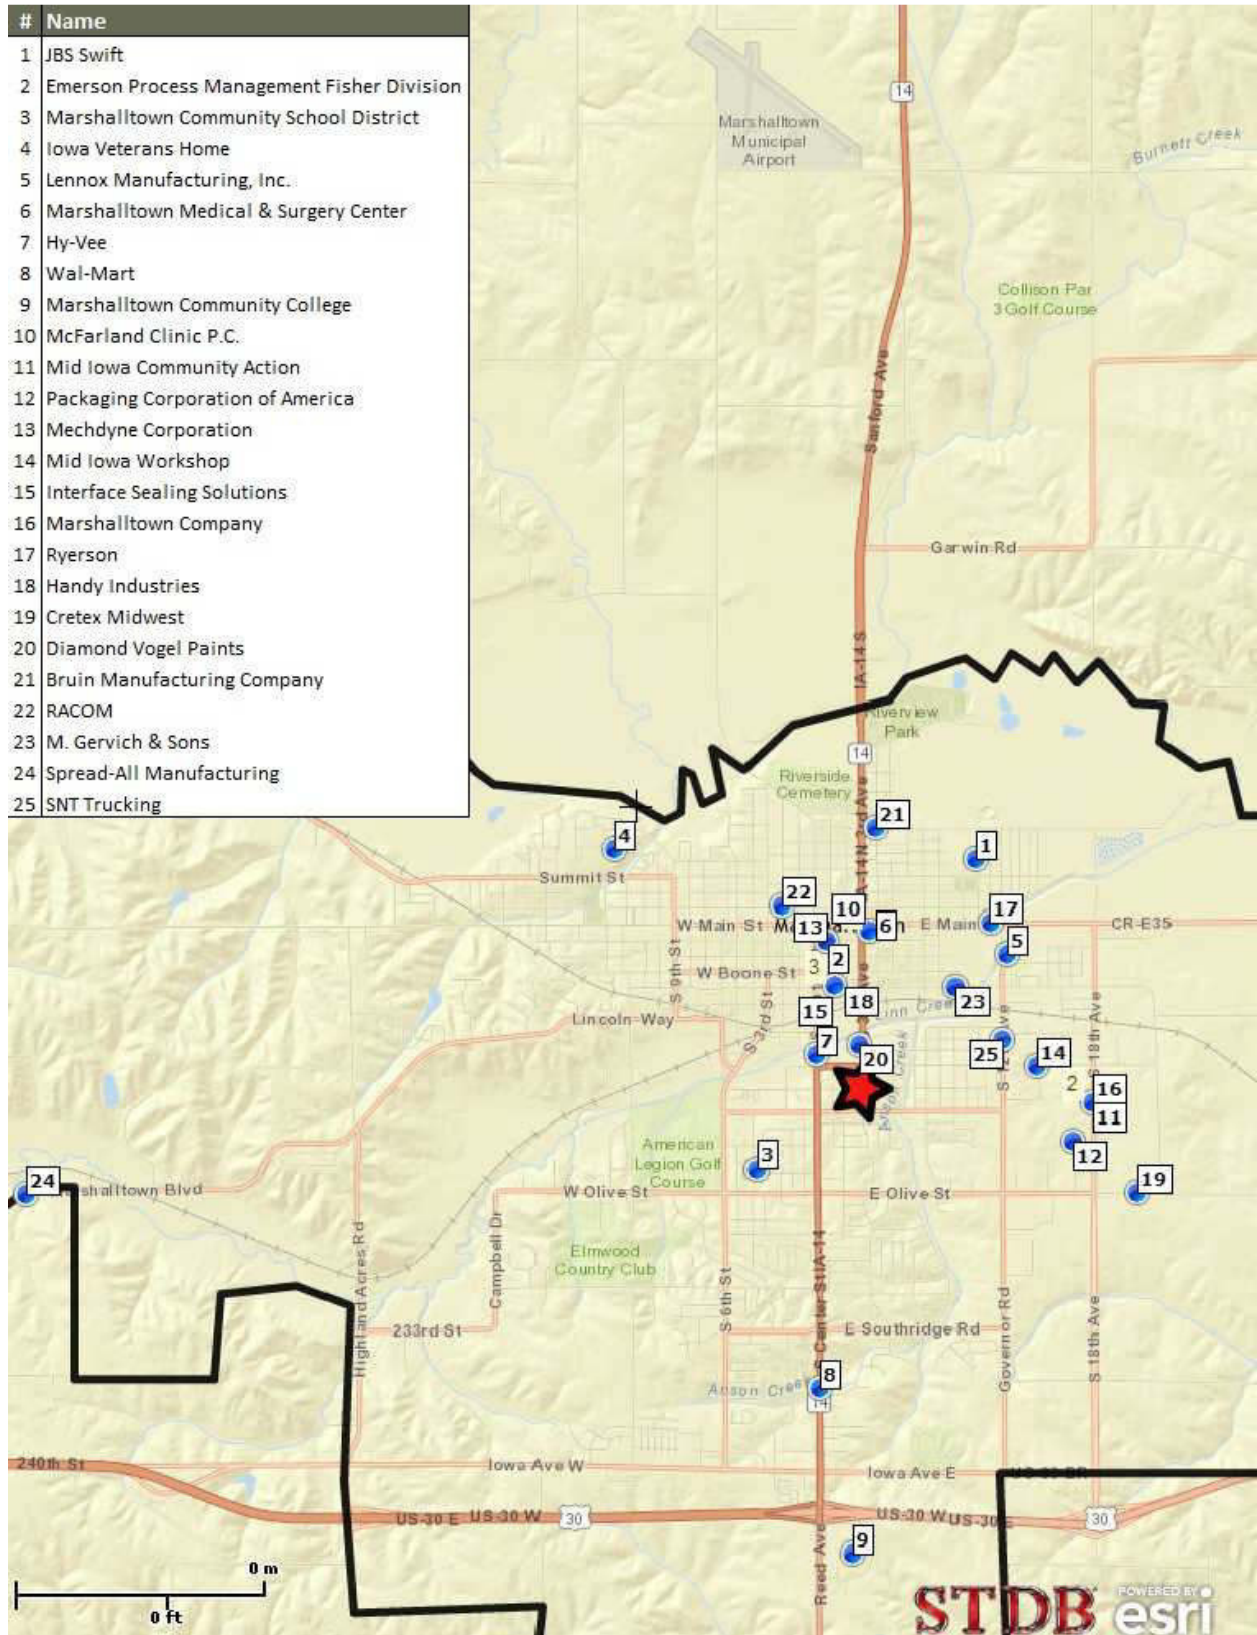 # Name
1 JBS Swift
2 Emerson Process Management Fisher Division
3 Marshalltown Community School District
4 Iowa Veterans Home
5 Lennox Manufacturing, Inc.
6 Marshalltown Medical & Surgery Center
7 Hy-Vee
8 Wal-Mart
9 Marshalltown Community College
10 McFarland Clinic P.C.
11 Mid Iowa Community Action
12 Packaging Corporation of America
13 Mechdyne Corporation
14 Mid Iowa Workshop
15 Interface Sealing Solutions
16 Marshalltown Company
17 Ryerson
18 Handy Industries
19 Cretex Midwest
20 Diamond Vogel Paints
21 Bruin Manufacturing Company
22 RACOM
23 M. Gervich & Sons
24 Spread-All Manufacturing
25 SNT Trucking
14
Marshalltown
Municipal
Airport
Burnett Creek
Collison Par
3 Golf Course
Sanford Ave
Garwin Rd
IA-14 S
Riverview
Park
14
Riverside
Cemetery
IA-14 N 3rd Ave
21
4
1
Summit St
22
10
17
W Main St
13
6
E Main
CR-E35
5
S 9th St
W Boone St
3
2
18
23
Linn Creek
15
Lincoln Way
S 3rd St
7
20
25
14
S 18th Ave
2
16
11
American
Legion Golf
Course
3
12
24
Marshalltown Blvd
W Olive St
E Olive St
19
Elmwood
Country Club
Campbell Dr
Highland Acres Rd
S 6th St
S Center St
IA-14
233rd St
E Southridge Rd
Governor Rd
S 18th Ave
8
Anson Creek
14
240th St
Iowa Ave W
Iowa Ave E
US-30 BR
US-30 E
US-30 W
30
US-30 W
US-30 E
30
9
Reed Ave
0 m
0 ft
STDB
POWERED BY
esri